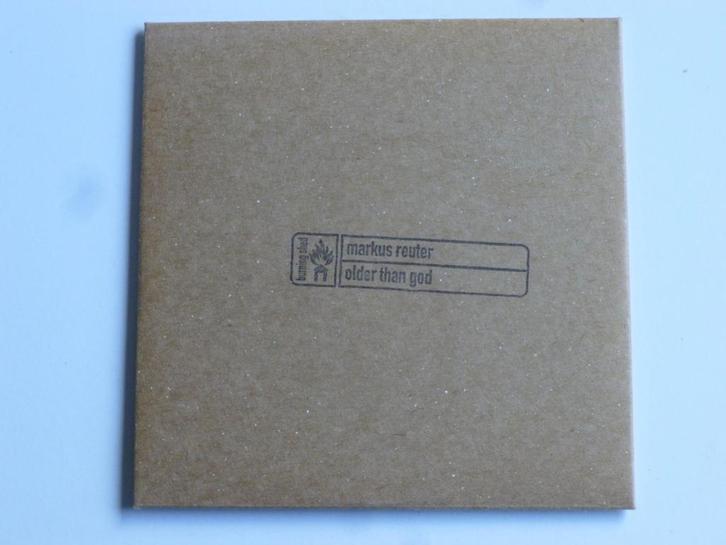 burning shed
markus reuter
older than god